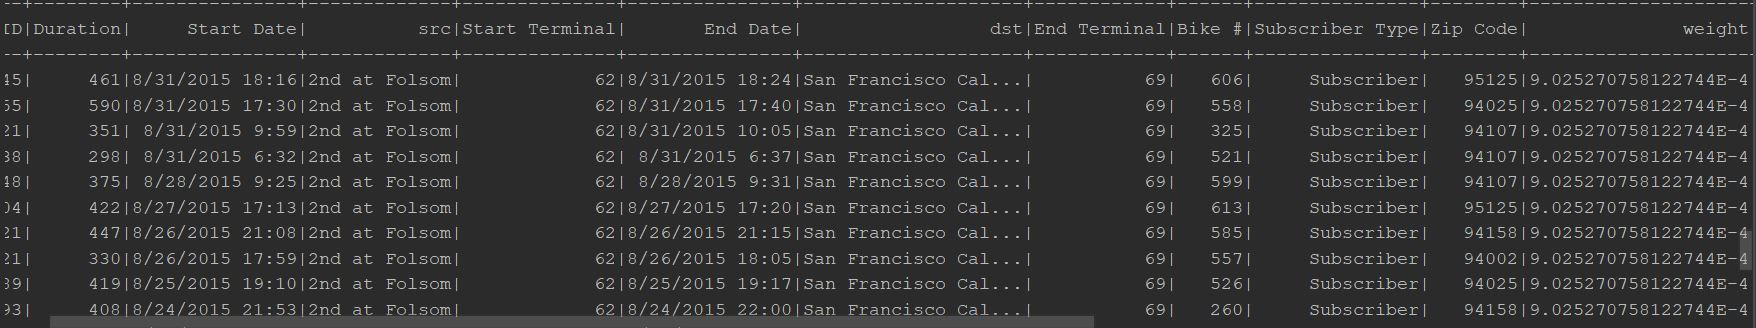 --+--------+---------------+-------------+--------------+---------------+--------------------+------------+------+---------------+--------+--------------------+
ID|Duration|     Start Date|          src|Start Terminal|       End Date|                 dst|End Terminal|Bike #|Subscriber Type|Zip Code|              weight
--+--------+---------------+-------------+--------------+---------------+--------------------+------------+------+---------------+--------+--------------------+
45|     461|8/31/2015 18:16|2nd at Folsom|            62|8/31/2015 18:24|San Francisco Cal...|          69|   606|     Subscriber|   95125|9.025270758122744E-4
55|     590|8/31/2015 17:30|2nd at Folsom|            62|8/31/2015 17:40|San Francisco Cal...|          69|   558|     Subscriber|   94025|9.025270758122744E-4
21|     351| 8/31/2015 9:59|2nd at Folsom|            62|8/31/2015 10:05|San Francisco Cal...|          69|   325|     Subscriber|   94107|9.025270758122744E-4
38|     298| 8/31/2015 6:32|2nd at Folsom|            62| 8/31/2015 6:37|San Francisco Cal...|          69|   521|     Subscriber|   94107|9.025270758122744E-4
48|     375| 8/28/2015 9:25|2nd at Folsom|            62| 8/28/2015 9:31|San Francisco Cal...|          69|   599|     Subscriber|   94107|9.025270758122744E-4
04|     422|8/27/2015 17:13|2nd at Folsom|            62|8/27/2015 17:20|San Francisco Cal...|          69|   613|     Subscriber|   95125|9.025270758122744E-4
21|     447|8/26/2015 21:08|2nd at Folsom|            62|8/26/2015 21:15|San Francisco Cal...|          69|   585|     Subscriber|   94158|9.025270758122744E-4
21|     330|8/26/2015 17:59|2nd at Folsom|            62|8/26/2015 18:05|San Francisco Cal...|          69|   557|     Subscriber|   94002|9.025270758122744E-4
39|     419|8/25/2015 19:10|2nd at Folsom|            62|8/25/2015 19:17|San Francisco Cal...|          69|   526|     Subscriber|   94025|9.025270758122744E-4
93|     408|8/24/2015 21:53|2nd at Folsom|            62|8/24/2015 22:00|San Francisco Cal...|          69|   260|     Subscriber|   94158|9.025270758122744E-4